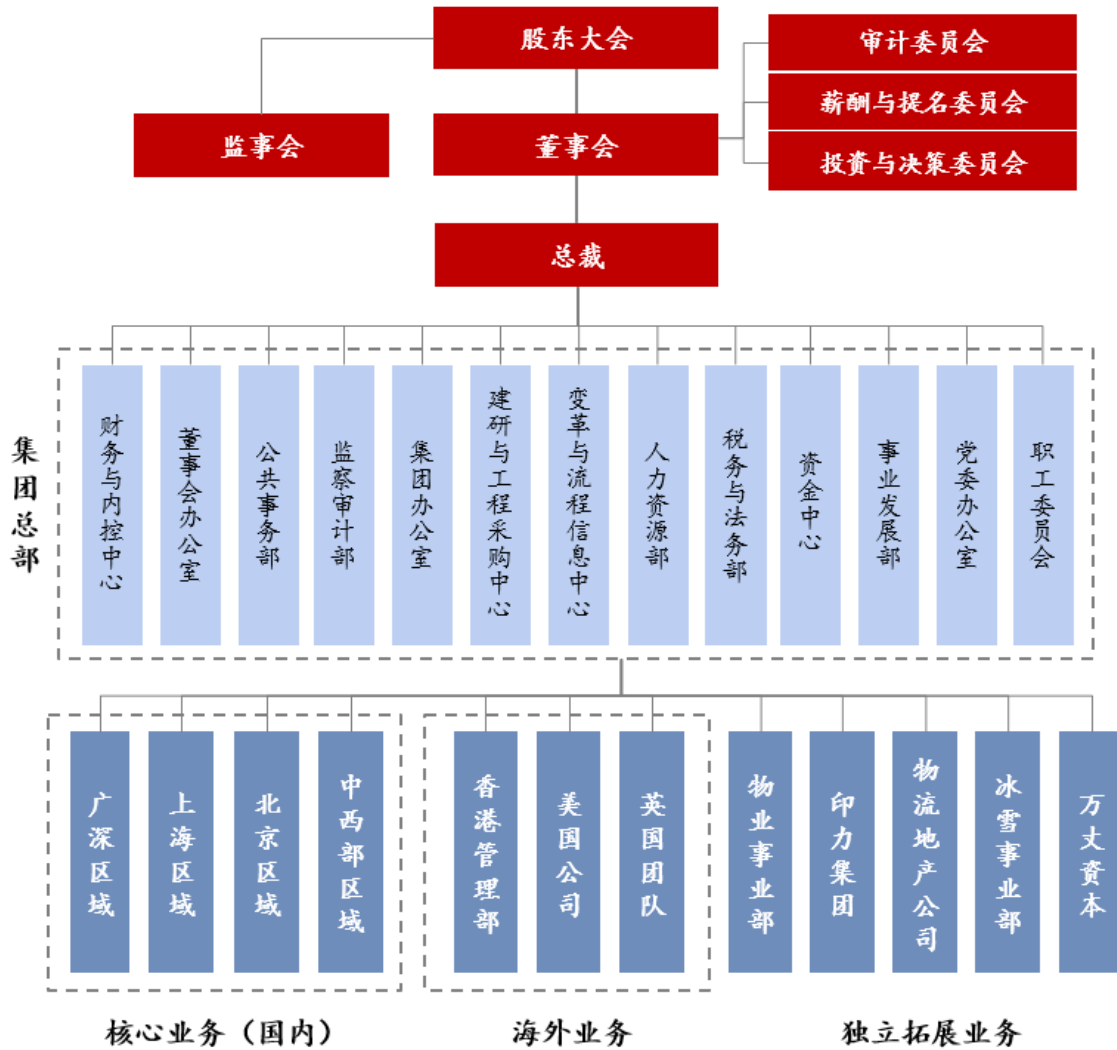 股东大会
审计委员会
薪酬与提名委员会
监事会
董事会
投资与决策委员会
总裁
集团总部
财务与内控中心
董事会办公室
公共事务部
监察审计部
集团办公室
建研与工程采购中心
变革与流程信息中心
人力资源部
税务与法务部
资金中心
事业发展部
党委办公室
职工委员会
广深区域
上海区域
北京区域
中西部区域
香港管理部
美国公司
英国团队
物业事业部
印力集团
物流地产公司
冰雪事业部
万丈资本
核心业务（国内）
海外业务
独立拓展业务